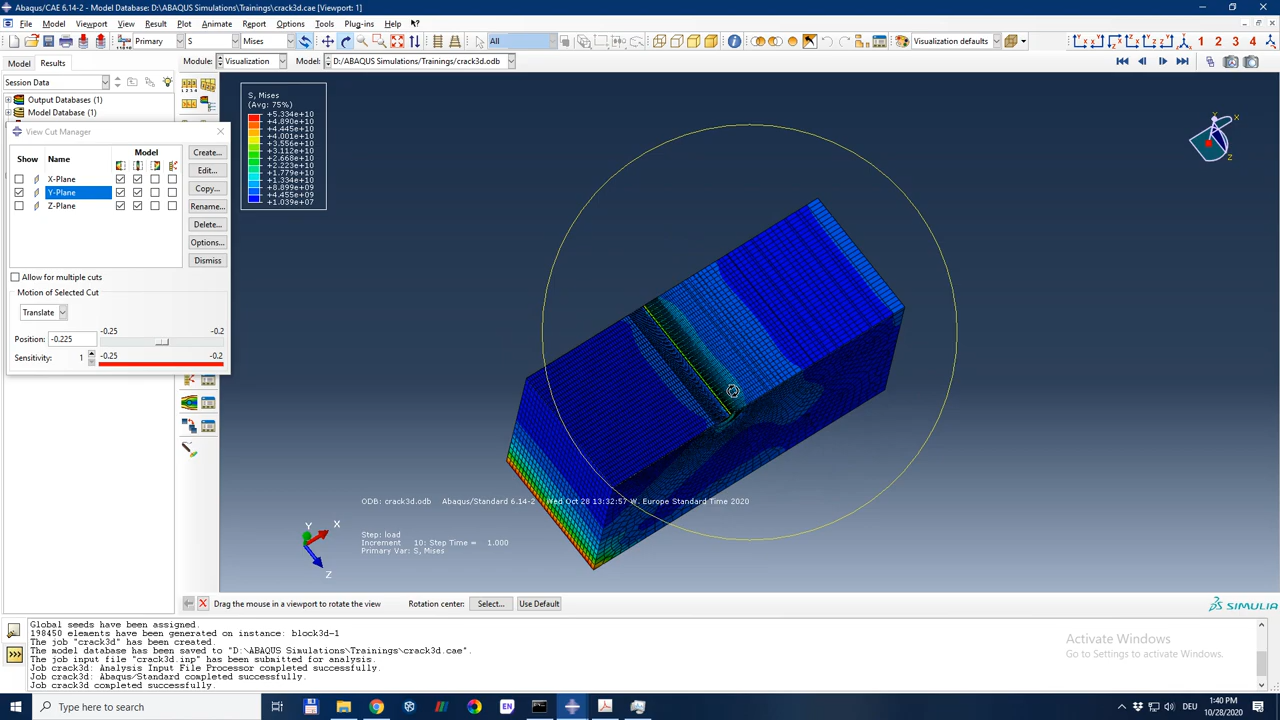 Abaqus/CAE 6.14-2 - Model Database: D:\ABAQUS Simulations\Trainings\crack3d.cae [Viewport: 1]
File Model Viewport View Result Plot Animate Report Options Tools Plug-ins Help
Primary S Mises All Visualization defaults 1 2 3 4
Model Results Module: Visualization Model: D:/ABAQUS Simulations/Trainings/crack3d.odb
Session Data
Output Databases (1)
Model Database (1)
View Cut Manager
Show Name Model
X-Plane
Y-Plane
Z-Plane
Create...
Edit...
Copy...
Rename...
Delete...
Options...
Dismiss
Allow for multiple cuts
Motion of Selected Cut
Translate
-0.25 -0.2
Position: -0.225
Sensitivity: 1 -0.25 -0.2
S, Mises
(Avg: 75%)
+5.334e+10
+4.890e+10
+4.445e+10
+4.001e+10
+3.556e+10
+3.112e+10
+2.668e+10
+2.223e+10
+1.779e+10
+1.334e+10
+8.899e+09
+4.455e+09
+1.039e+07
X
Z
ODB: crack3d.odb Abaqus/Standard 6.14-2 Wed Oct 28 13:32:57 W. Europe Standard Time 2020
Y
X
Z
Step: load
Increment 10: Step Time = 1.000
Primary Var: S, Mises
Drag the mouse in a viewport to rotate the view Rotation center: Select... Use Default
SIMULIA
Global seeds have been assigned.
198450 elements have been generated on instance: block3d-1
The job "crack3d" has been created.
The model database has been saved to "D:\ABAQUS Simulations\Trainings\crack3d.cae".
The job input file "crack3d.inp" has been submitted for analysis.
Job crack3d: Analysis Input File Processor completed successfully.
Job crack3d: Abaqus/Standard completed successfully.
Job crack3d completed successfully.
Activate Windows
Go to Settings to activate Windows.
Type here to search
EN
DEU
1:40 PM
10/28/2020